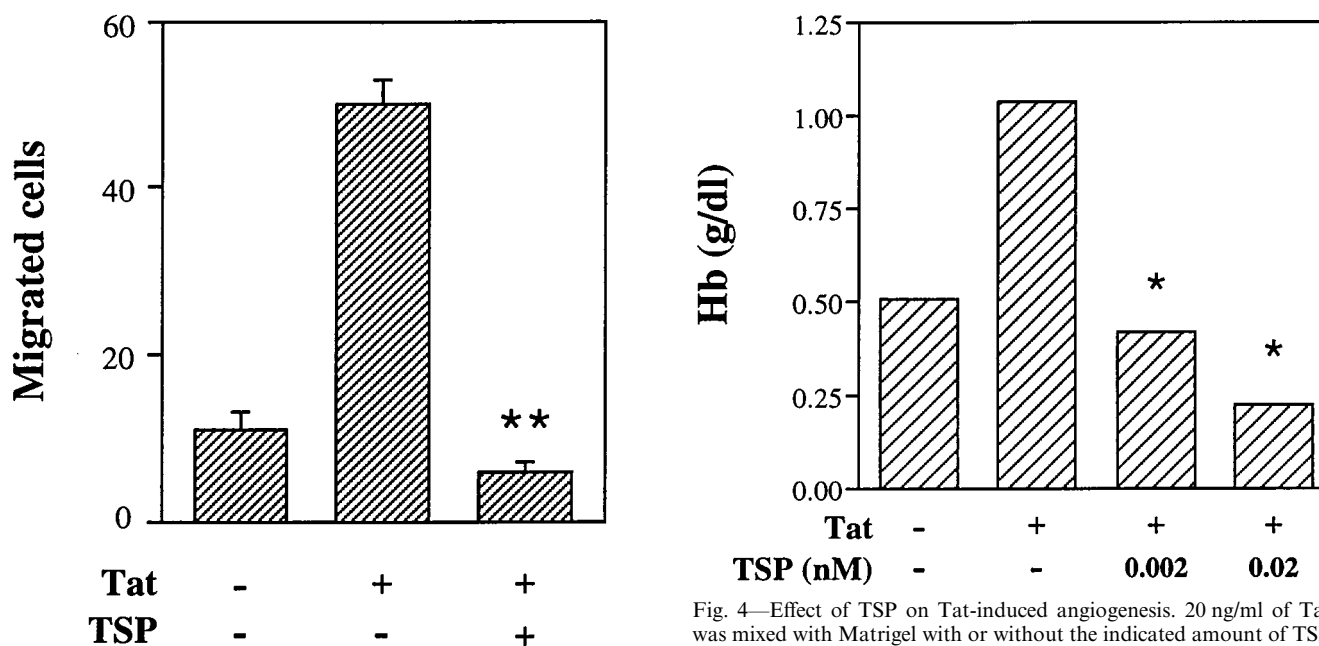 Migrated cells
60
40
20
0
**
Tat - + +
TSP - - +
Hb (g/dl)
1.25
1.00
0.75
0.50
0.25
0.00
*
*
Tat - + + +
TSP (nM) - - 0.002 0.02
Fig. 4—Effect of TSP on Tat-induced angiogenesis. 20 ng/ml of Ta
was mixed with Matrigel with or without the indicated amount of TS